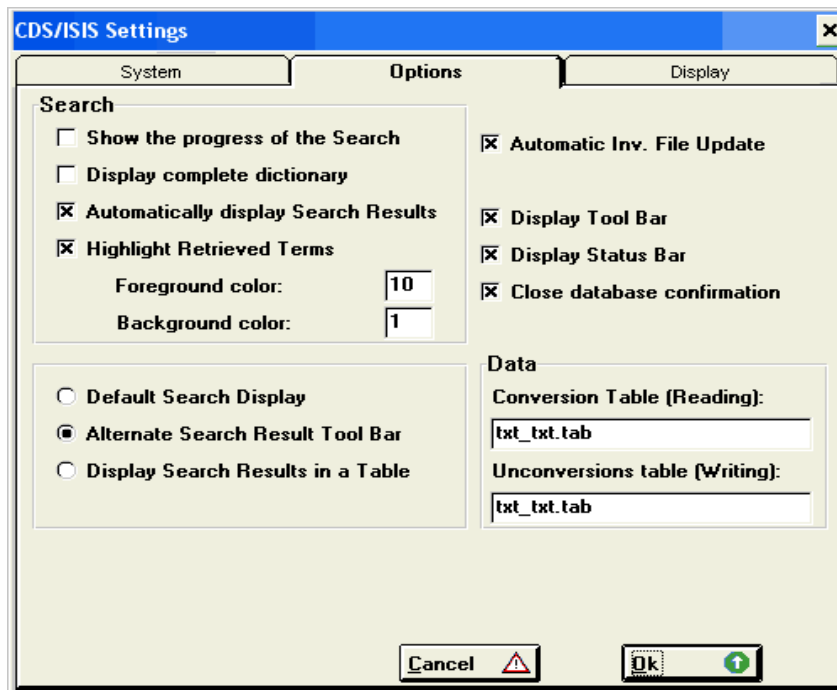 CDS/ISIS Settings
System
Options
Display
Search
Show the progress of the Search
Display complete dictionary
Automatically display Search Results
Highlight Retrieved Terms
Foreground color: 10
Background color: 1
Automatic Inv. File Update
Display Tool Bar
Display Status Bar
Close database confirmation
Default Search Display
Alternate Search Result Tool Bar
Display Search Results in a Table
Data
Conversion Table (Reading):
txt_txt.tab
Unconversions table (Writing):
txt_txt.tab
Cancel
Ok